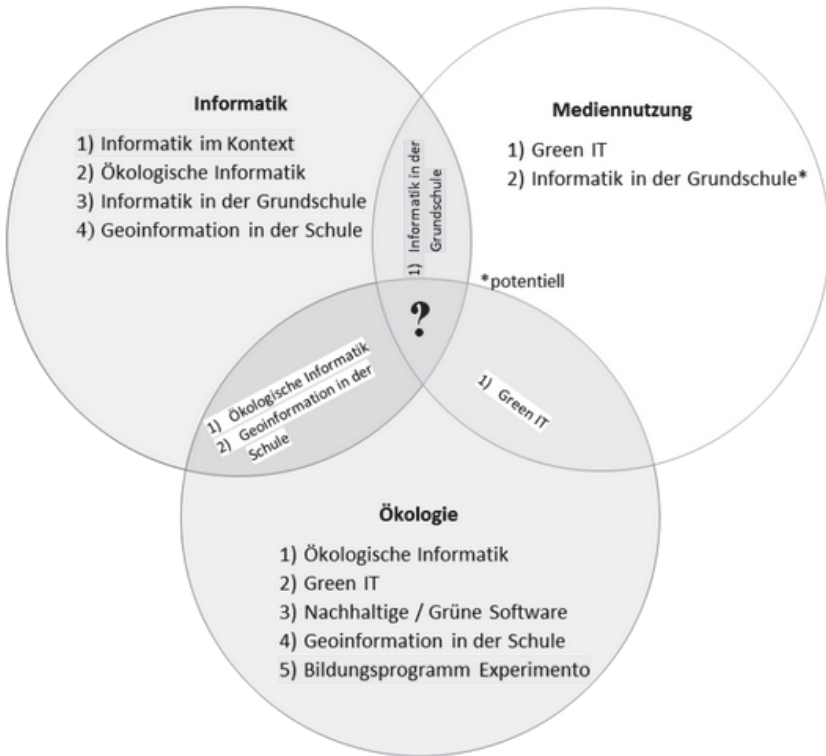 Informatik
1) Informatik im Kontext
2) Ökologische Informatik
3) Informatik in der Grundschule
4) Geoinformation in der Schule
Mediennutzung
1) Green IT
2) Informatik in der Grundschule*
1) Informatik in der
Grundschule
*potentiell
?
1) Ökologische Informatik
2) Geoinformation in der
Schule
1) Green IT
Ökologie
1) Ökologische Informatik
2) Green IT
3) Nachhaltige / Grüne Software
4) Geoinformation in der Schule
5) Bildungsprogramm Experimento